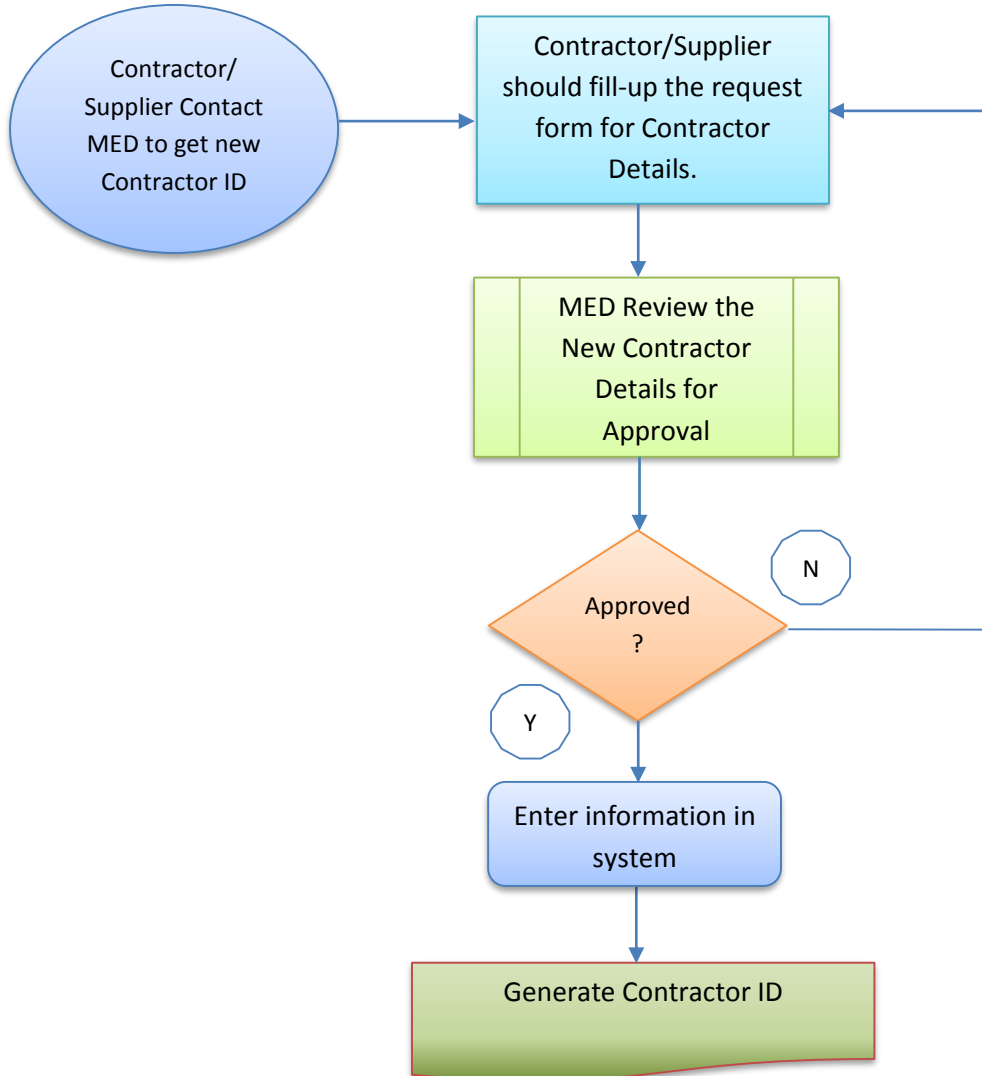 Contractor/
Supplier Contact
MED to get new
Contractor ID
Contractor/Supplier
should fill-up the request
form for Contractor
Details.
MED Review the
New Contractor
Details for
Approval
N
Approved
?
Y
Enter information in
system
Generate Contractor ID